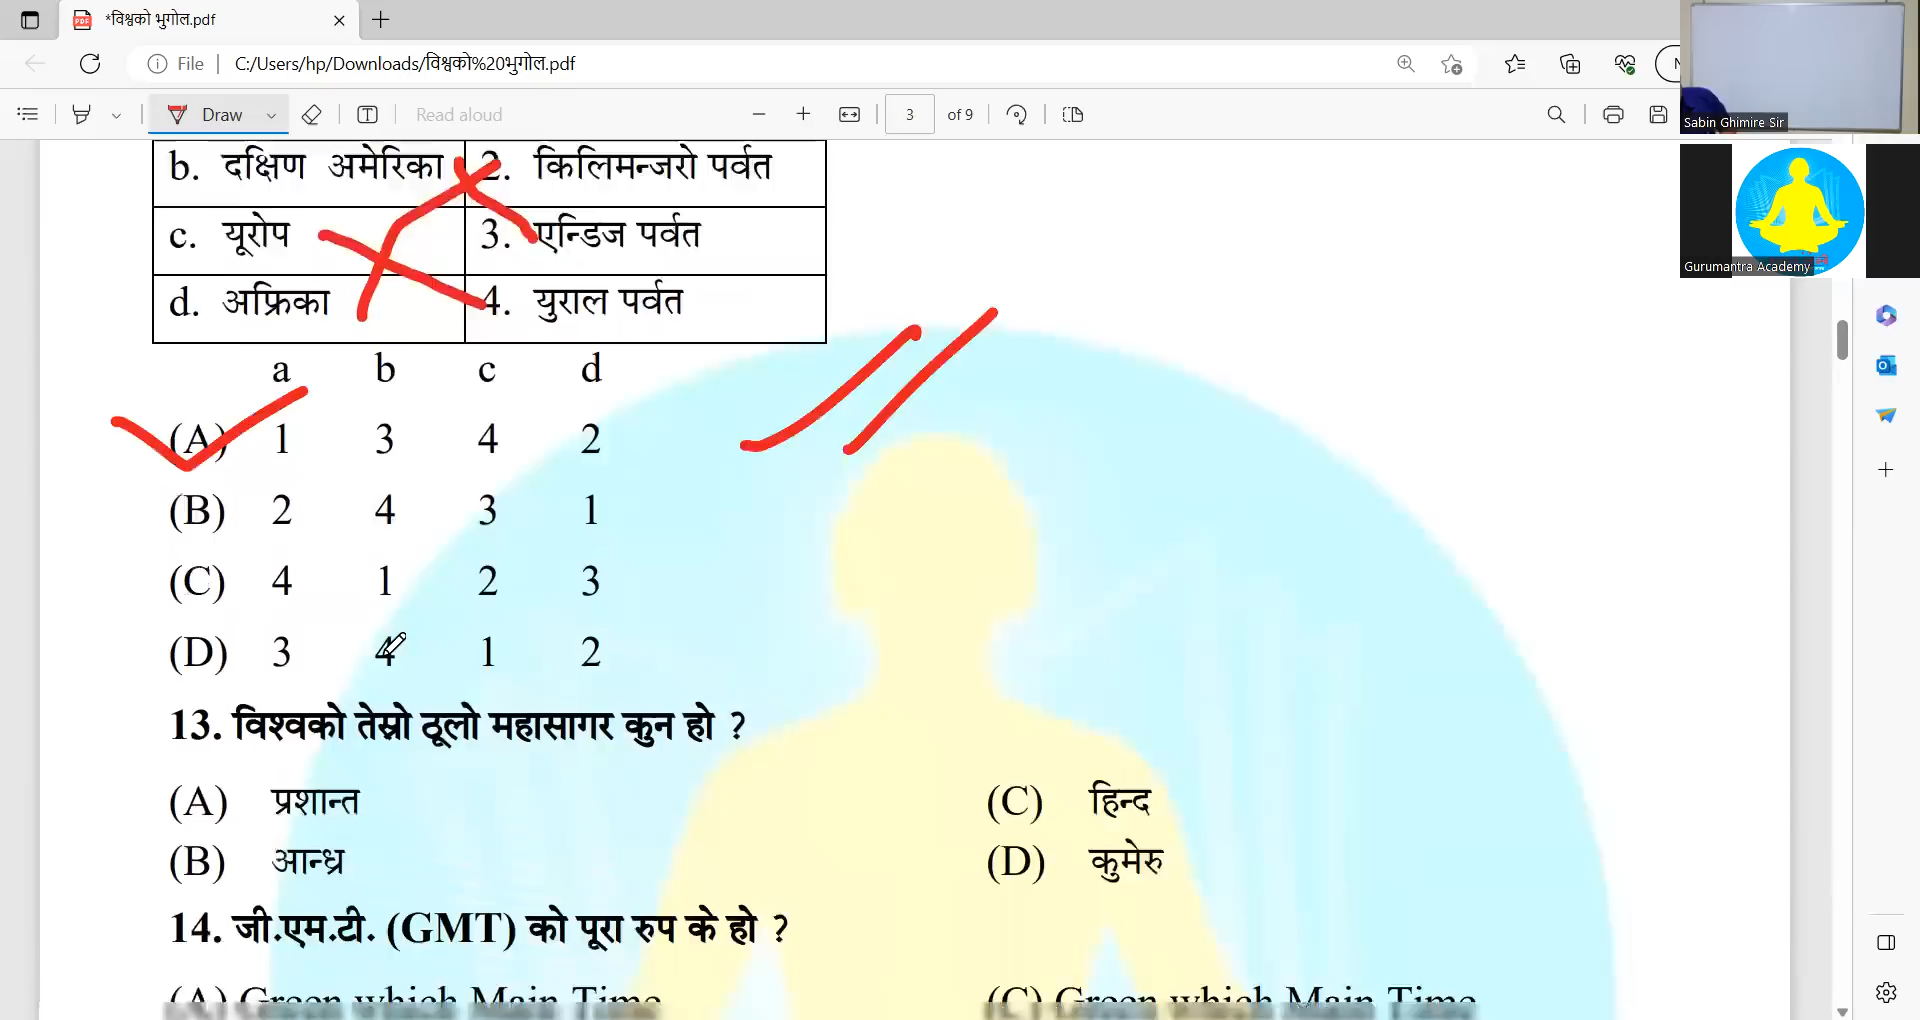 *विश्वको भुगोल.pdf
File
C:/Users/hp/Downloads/विश्वको%20भुगोल.pdf
Draw
Read aloud
3 of 9
Sabin Ghimire Sir
Gurumantra Academy
b. दक्षिण अमेरिका 2. किलिमन्जरो पर्वत
c. यूरोप 3. एन्डिज पर्वत
d. अफ्रिका 4. युराल पर्वत
a b c d
(A) 1 3 4 2
(B) 2 4 3 1
(C) 4 1 2 3
(D) 3 4 1 2
13. विश्वको तेस्रो ठूलो महासागर कुन हो ?
(A) प्रशान्त (C) हिन्द
(B) आन्ध्र (D) कुमेरु
14. जी.एम.टी. (GMT) को पूरा रुप के हो ?
(A) Green which Main Time (C) Green which Main Time